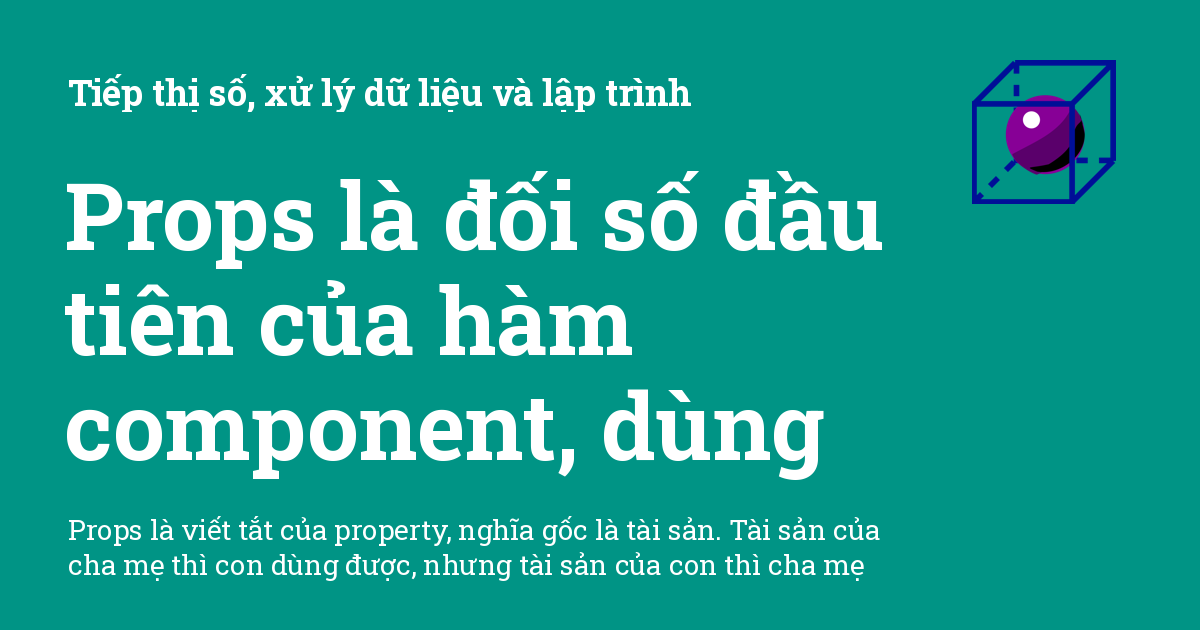 Tiếp thị số, xử lý dữ liệu và lập trình
Props là đối số đầu
tiên của hàm
component, dùng
Props là viết tắt của property, nghĩa gốc là tài sản. Tài sản của
cha mẹ thì con dùng được, nhưng tài sản của con thì cha mẹ